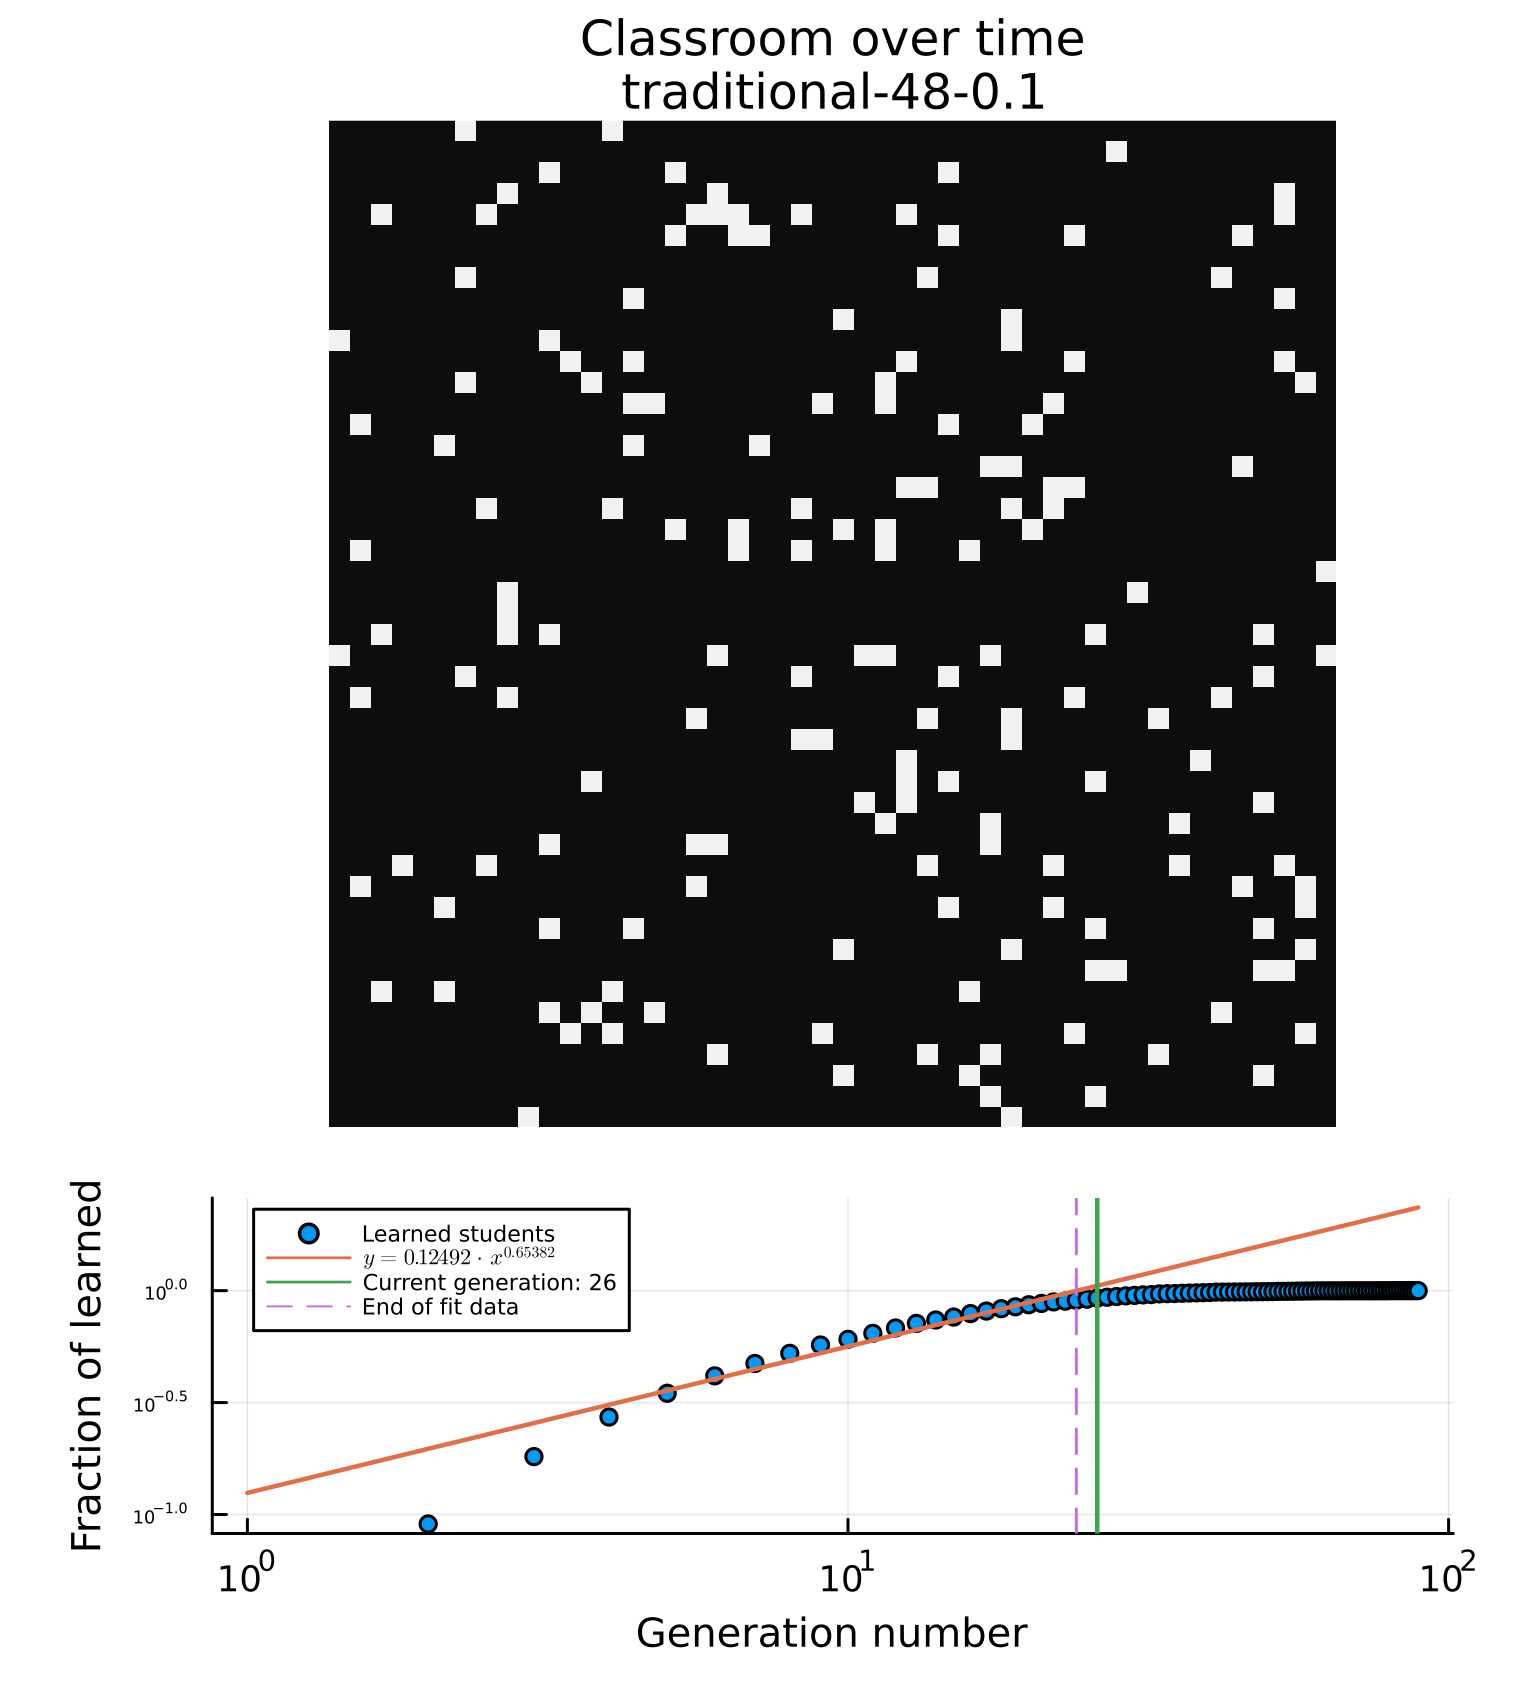 Classroom over time
traditional-48-0.1
Fraction of learned
Learned students
y = 0.12492 · x^0.65382
Current generation: 26
End of fit data
10^0.0
10^−0.5
10^−1.0
10^0 10^1 10^2
Generation number